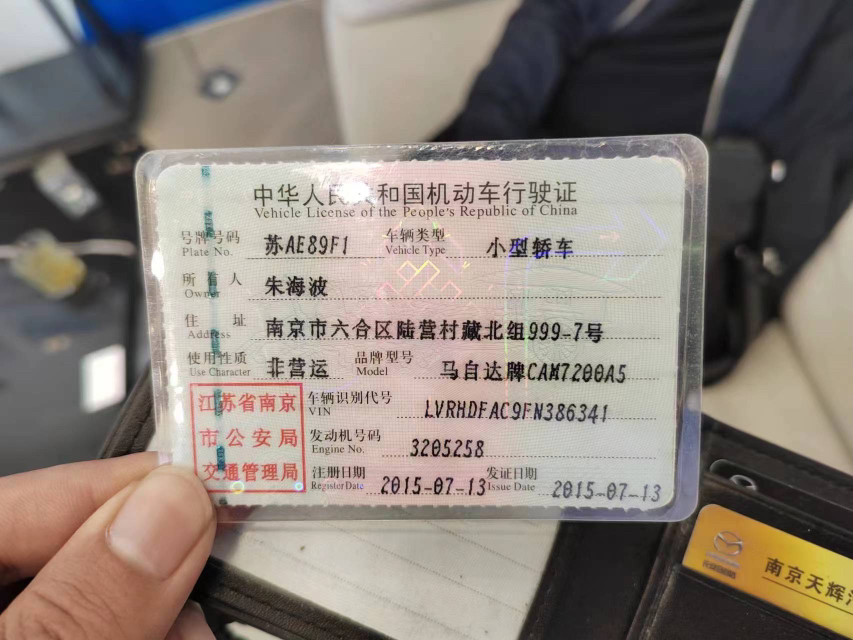 中华人民共和国机动车行驶证
Vehicle License of the People's Republic of China
号牌号码 苏AE89F1 车辆类型 小型轿车
Plate No. Vehicle Type
所有人 朱海波
Owner
住址 南京市六合区陆营村藏北组999-7号
Address
使用性质 非营运 品牌型号 马自达牌CAM7200A5
Use Character Model
江苏省南京
市公安局
交通管理局
车辆识别代号 LVRHDFAC9FN386341
VIN
发动机号码 3205258
Engine No.
注册日期 2015-07-13 发证日期 2015-07-13
Register Date Issue Date
南京天辉